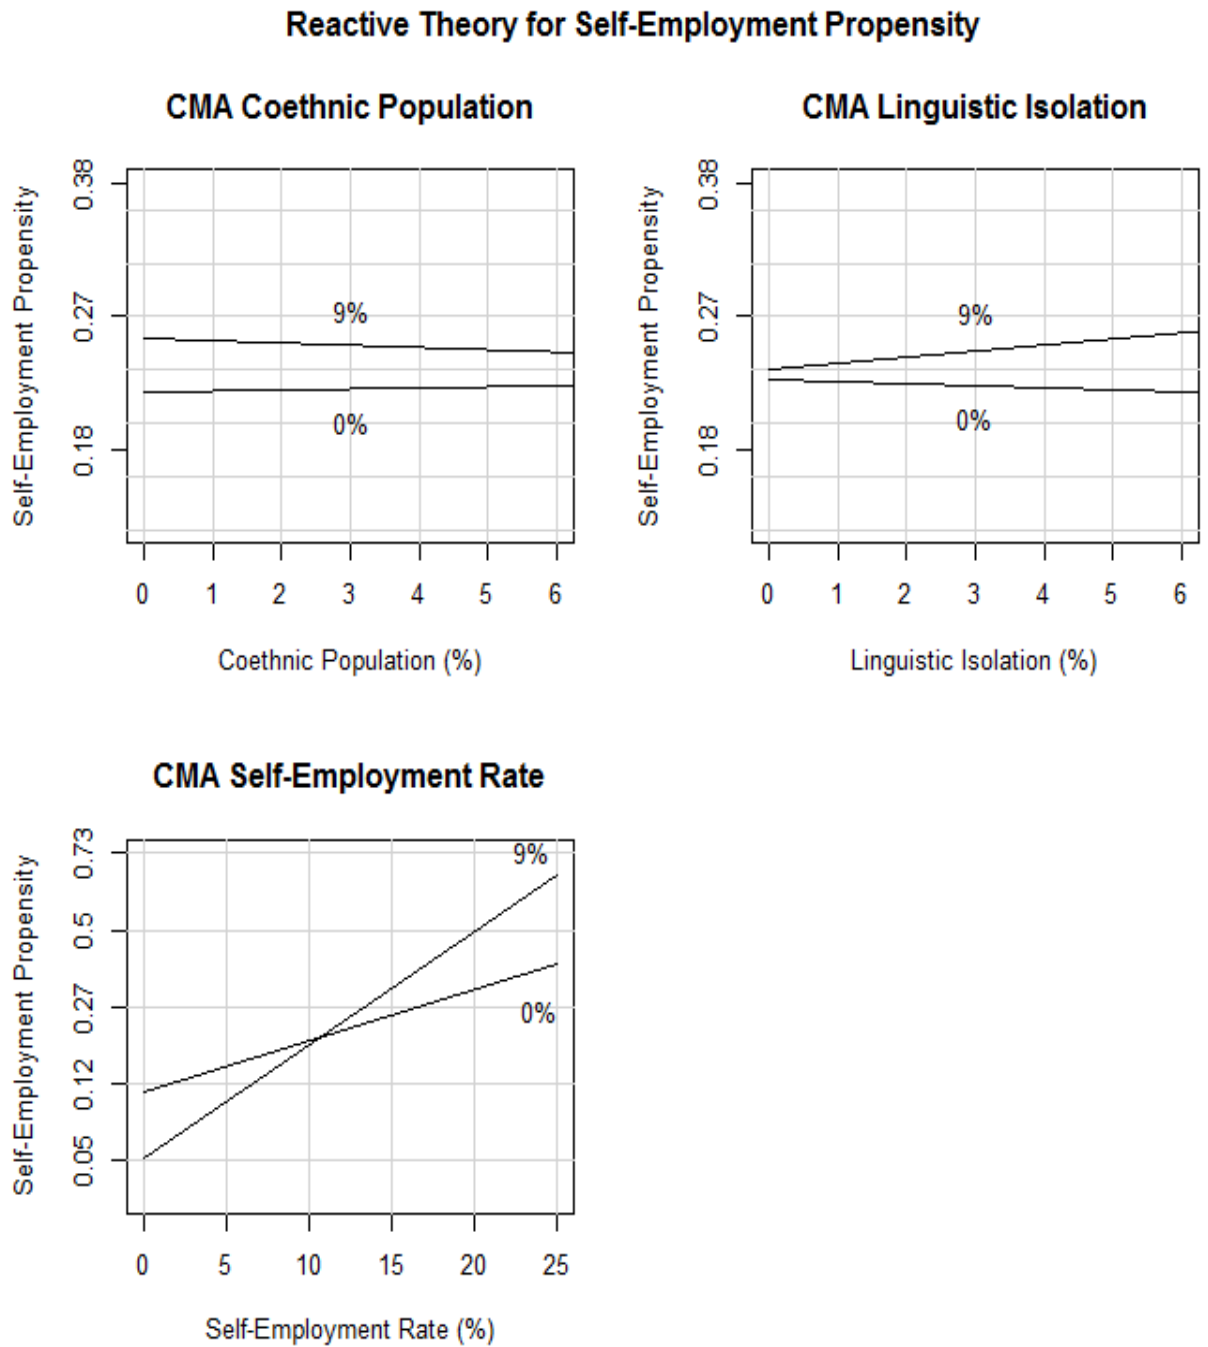 Reactive Theory for Self-Employment Propensity
CMA Coethnic Population
Self-Employment Propensity
0.38
0.27
0.18
9%
0%
0 1 2 3 4 5 6
Coethnic Population (%)
CMA Linguistic Isolation
Self-Employment Propensity
0.38
0.27
0.18
9%
0%
0 1 2 3 4 5 6
Linguistic Isolation (%)
CMA Self-Employment Rate
Self-Employment Propensity
0.73
0.5
0.27
0.12
0.05
9%
0%
0 5 10 15 20 25
Self-Employment Rate (%)